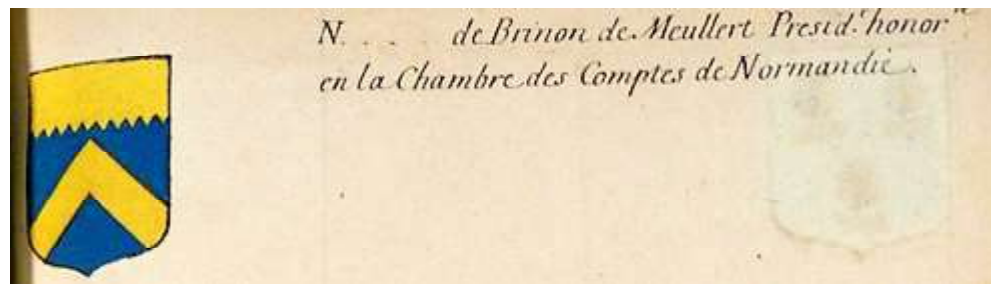 N. . . . de Brinon de Meullert Presid.t honor.re
en la Chambre des Comptes de Normandie.